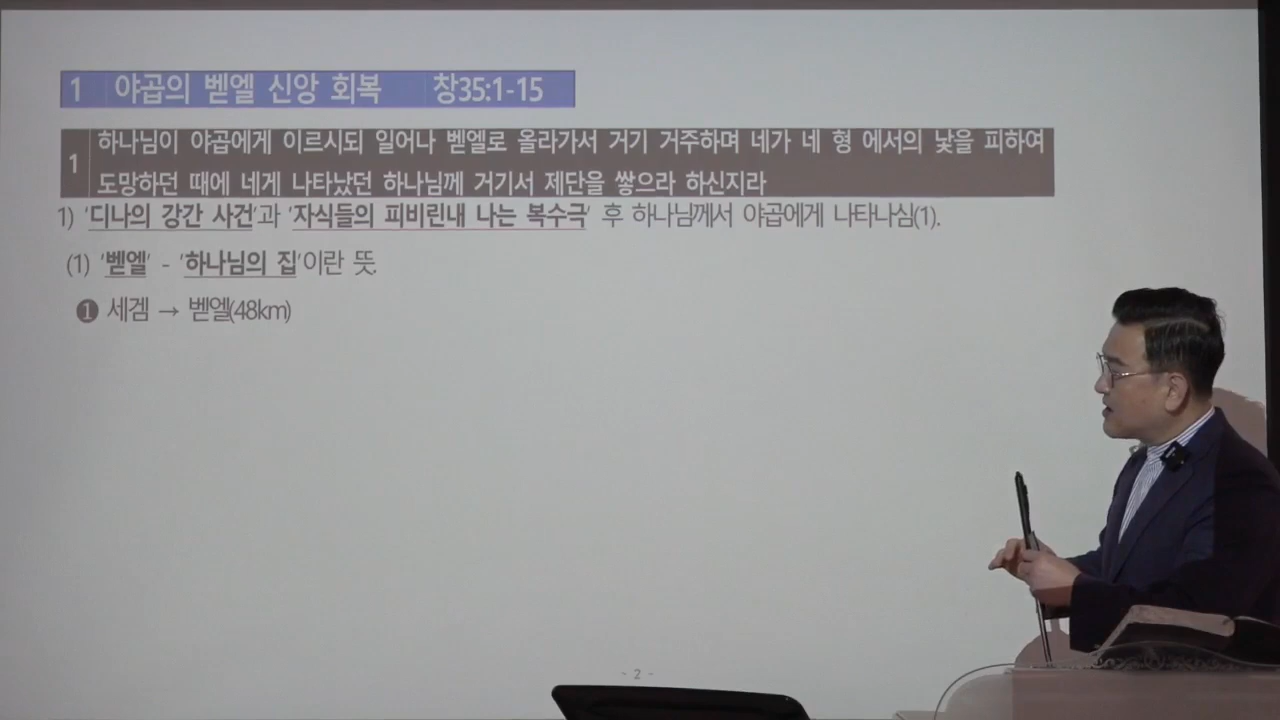 1 야곱의 벧엘 신앙 회복 창35:1-15
1 하나님이 야곱에게 이르시되 일어나 벧엘로 올라가서 거기 거주하며 네가 네 형 에서의 낯을 피하여
도망하던 때에 네게 나타났던 하나님께 거기서 제단을 쌓으라 하신지라
1) '디나의 강간 사건'과 '자식들의 피비린내 나는 복수극' 후 하나님께서 야곱에게 나타나심(1).
(1) '벧엘' - '하나님의 집'이란 뜻.
❶ 세겜 → 벧엘(48km)
- 2 -